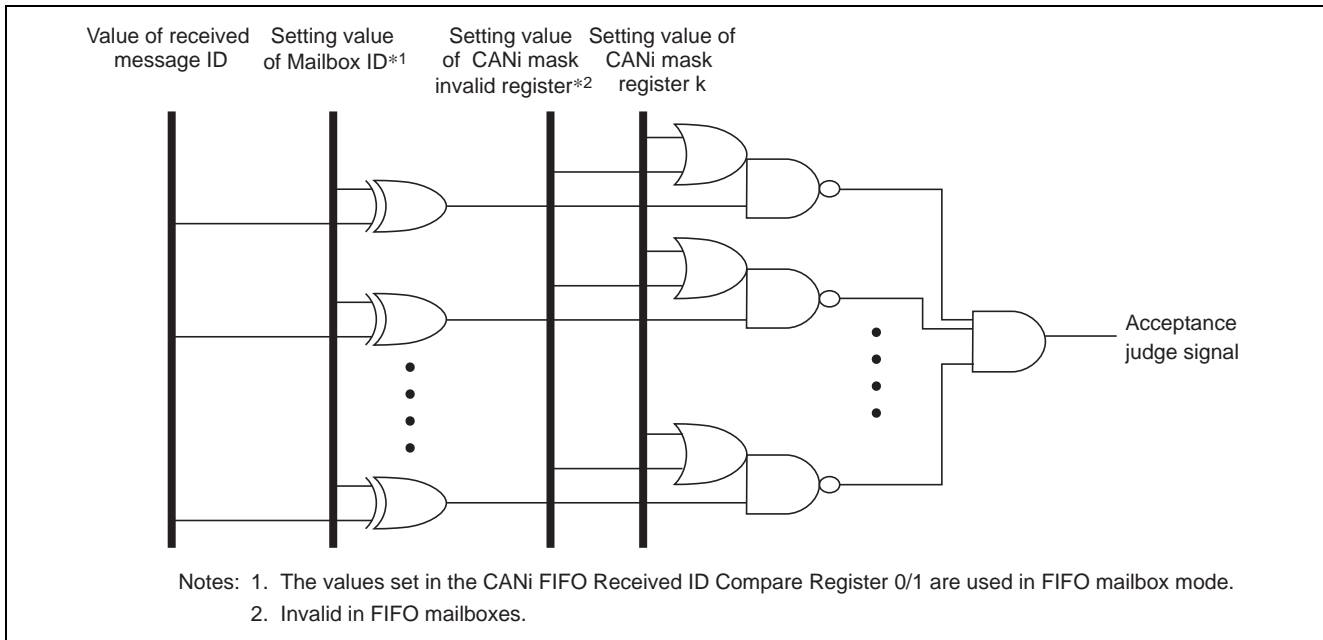 Value of received
message ID
Setting value
of Mailbox ID*1
Setting value
of CANi mask
invalid register*2
Setting value of
CANi mask
register k
Acceptance
judge signal
Notes: 1. The values set in the CANi FIFO Received ID Compare Register 0/1 are used in FIFO mailbox mode.
2. Invalid in FIFO mailboxes.